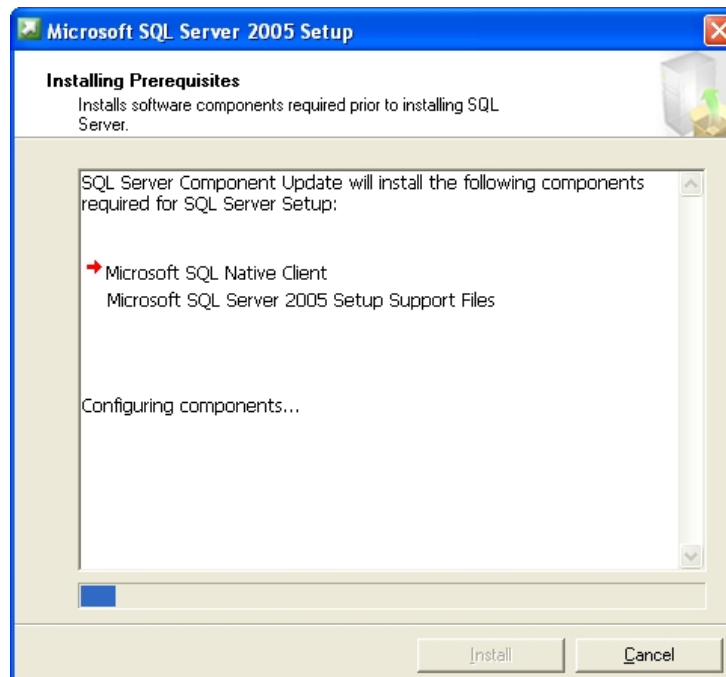 Microsoft SQL Server 2005 Setup
Installing Prerequisites
Installs software components required prior to installing SQL
Server.
SQL Server Component Update will install the following components
required for SQL Server Setup:
Microsoft SQL Native Client
Microsoft SQL Server 2005 Setup Support Files
Configuring components...
Install
Cancel